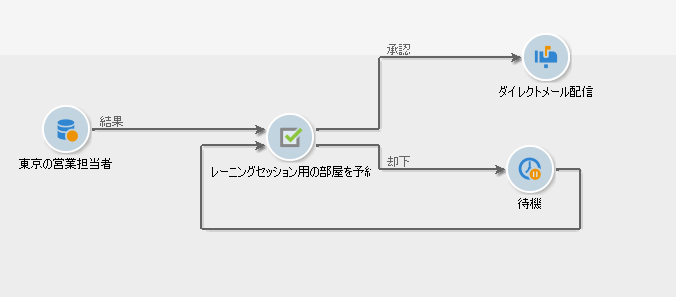 承認
ダイレクトメール配信
結果
東京の営業担当者
レーニングセッション用の部屋を予約
却下
待機